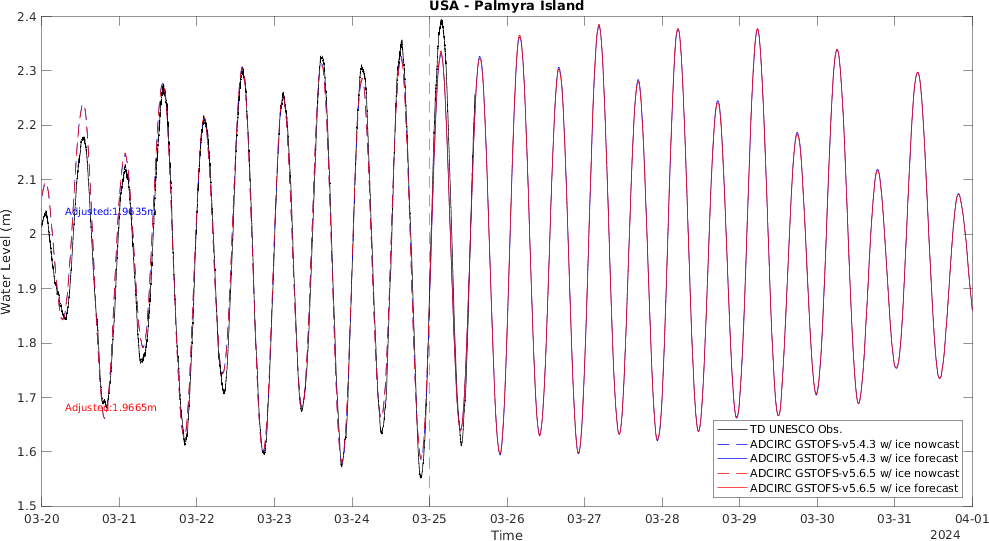 USA - Palmyra Island
2.4
2.3
2.2
2.1
2
1.9
1.8
1.7
1.6
1.5
Water Level (m)
Adjusted:1.9635m
Adjusted:1.9665m
TD UNESCO Obs.
ADCIRC GSTOFS-v5.4.3 w/ ice nowcast
ADCIRC GSTOFS-v5.4.3 w/ ice forecast
ADCIRC GSTOFS-v5.6.5 w/ ice nowcast
ADCIRC GSTOFS-v5.6.5 w/ ice forecast
03-20 03-21 03-22 03-23 03-24 03-25 03-26 03-27 03-28 03-29 03-30 03-31 04-01
Time
2024